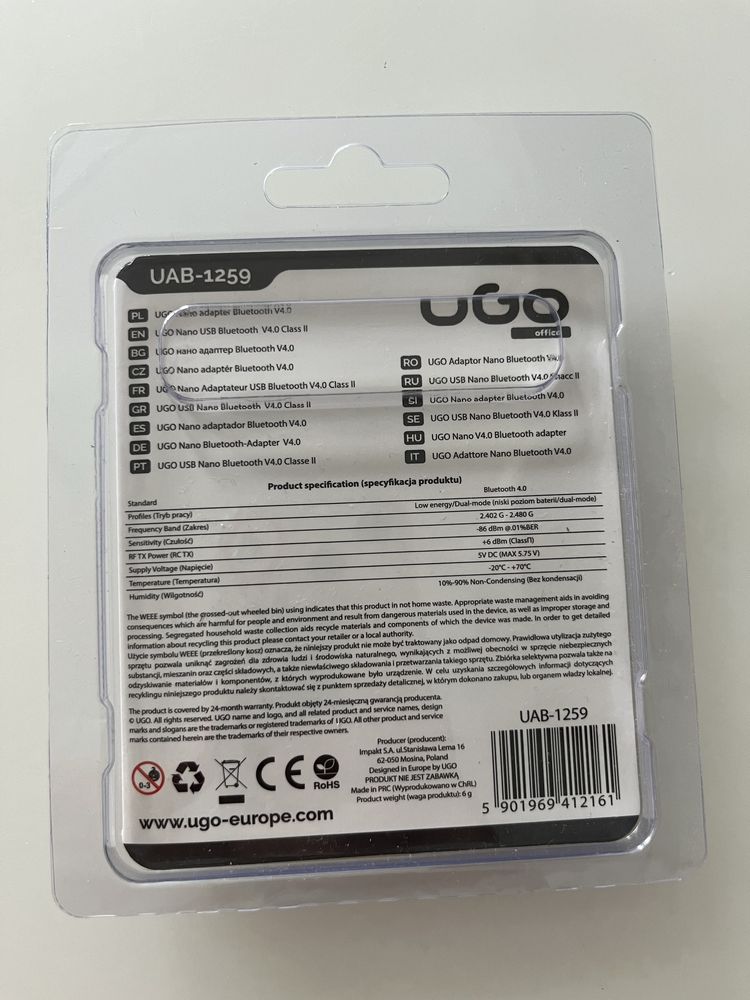 UAB-1259
UGO
office
PL UGO Nano adapter Bluetooth V4.0
EN UGO Nano USB Bluetooth V4.0 Class II
BG UGO нано адаптер Bluetooth V4.0
CZ UGO Nano adaptér Bluetooth V4.0
FR UGO Nano Adaptateur USB Bluetooth V4.0 Class II
GR UGO USB Nano Bluetooth V4.0 Class II
ES UGO Nano adaptador Bluetooth V4.0
DE UGO Nano Bluetooth-Adapter V4.0
PT UGO USB Nano Bluetooth V4.0 Classe II
RO UGO Adaptor Nano Bluetooth V4.0
RU UGO USB Nano Bluetooth V4.0 II
SI UGO Nano adapter Bluetooth V4.0
SE UGO USB Nano Bluetooth V4.0 Klass II
HU UGO Nano V4.0 Bluetooth adapter
IT UGO Adattore Nano Bluetooth V4.0
Product specification (specyfikacja produktu)
Standard Bluetooth 4.0
Profiles (Tryb pracy) Low energy/Dual-mode (niski poziom baterii/dual-mode)
Frequency Band (Zakres) 2.402 G - 2.480 G
Sensitivity (Czułość) -86 dBm @.01%BER
RF TX Power (RC TX) +6 dBm (ClassΠ)
Supply Voltage (Napięcie) 5V DC (MAX 5.75 V)
Temperature (Temperatura) -20°C - +70°C
Humidity (Wilgotność) 10%-90% Non-Condensing (Bez kondensacji)
The WEEE symbol (the grossed-out wheeled bin) using indicates that this product in not home waste. Appropriate waste management aids in avoiding
consequences which are harmful for people and environment and result from dangerous materials used in the device, as well as improper storage and
processing. Segregated household waste collection aids recycle materials and components of which the device was made. In order to get detailed
information about recycling this product please contact your retailer or a local authority.
Użycie symbolu WEEE (przekreślony kosz) oznacza, że niniejszy produkt nie może być traktowany jako odpad domowy. Prawidłowa utylizacja zużytego
sprzętu pozwala uniknąć zagrożeń dla zdrowia ludzi i środowiska naturalnego, wynikających z możliwej obecności w sprzęcie niebezpiecznych
substancji, mieszanin oraz części składowych, a także niewłaściwego składowania i przetwarzania takiego sprzętu. Zbiórka selektywna pozwala także na
odzyskiwanie materiałów i komponentów, z których wyprodukowane było urządzenie. W celu uzyskania szczegółowych informacji dotyczących
recyklingu niniejszego produktu należy skontaktować się z punktem sprzedaży detalicznej, w którym dokonano zakupu, lub organem władzy lokalnej.
The product is covered by 24-month warranty. Produkt objęty 24-miesięczną gwarancją producenta.
© UGO. All rights reserved. UGO name and logo, and all related product and service names, design
marks and slogans are the trademarks or registered trademarks of UGO. All other product and service
marks contained herein are the trademarks of their respective owners.
Producer (producent):
Impakt S.A. ul.Stanisława Lema 16
62-050 Mosina, Poland
Designed in Europe by UGO
PRODUKT NIE JEST ZABAWKĄ
Made in PRC (Wyprodukowano w ChRL)
Product weight (waga produktu): 6 g
0-3
CE
RoHS
www.ugo-europe.com
UAB-1259
5 901969 412161